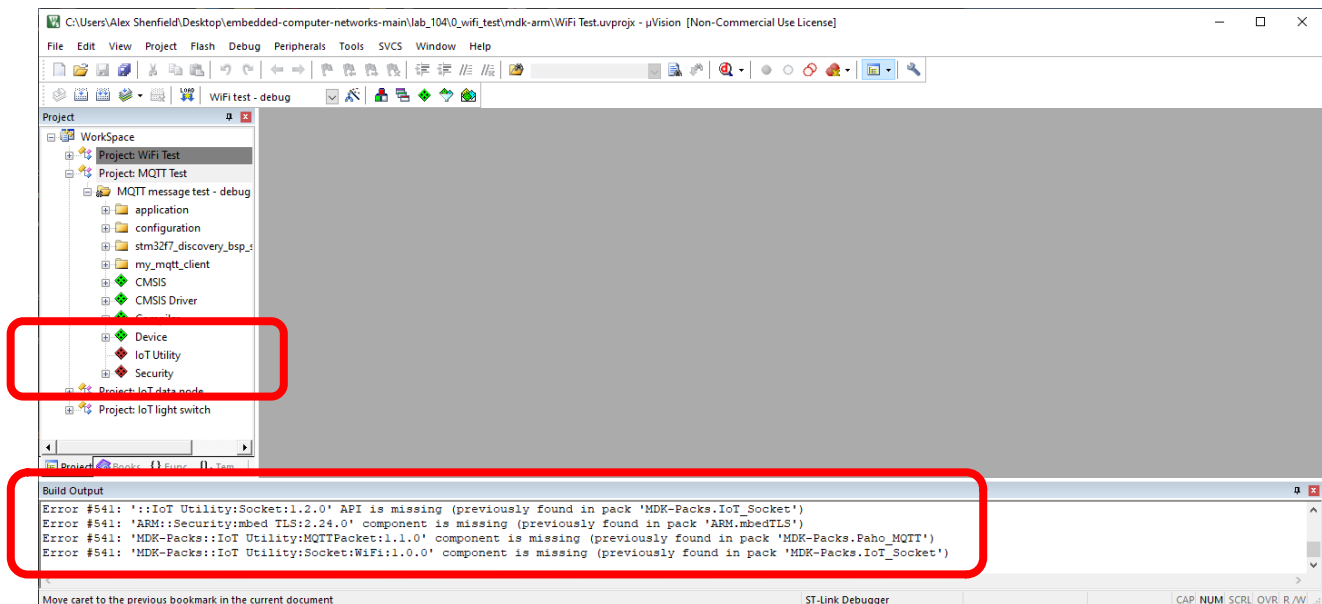 C:\Users\Alex Shenfield\Desktop\embedded-computer-networks-main\lab_104\0_wifi_test\mdk-arm\WiFi Test.uvprojx - µVision [Non-Commercial Use License]
File Edit View Project Flash Debug Peripherals Tools SVCS Window Help
LOAD WiFi test - debug
Project
WorkSpace
Project: WiFi Test
Project: MQTT Test
MQTT message test - debug
application
configuration
stm32f7_discovery_bsp_s
my_mqtt_client
CMSIS
CMSIS Driver
Compiler
Device
IoT Utility
Security
Project: IoT data node
Project: IoT light switch
Project Books {} Func... Tem...
Build Output
Error #541: '::IoT Utility:Socket:1.2.0' API is missing (previously found in pack 'MDK-Packs.IoT_Socket')
Error #541: 'ARM::Security:mbed TLS:2.24.0' component is missing (previously found in pack 'ARM.mbedTLS')
Error #541: 'MDK-Packs::IoT Utility:MQTTPacket:1.1.0' component is missing (previously found in pack 'MDK-Packs.Paho_MQTT')
Error #541: 'MDK-Packs::IoT Utility:Socket:WiFi:1.0.0' component is missing (previously found in pack 'MDK-Packs.IoT_Socket')
Move caret to the previous bookmark in the current document ST-Link Debugger CAP NUM SCRL OVR R/W